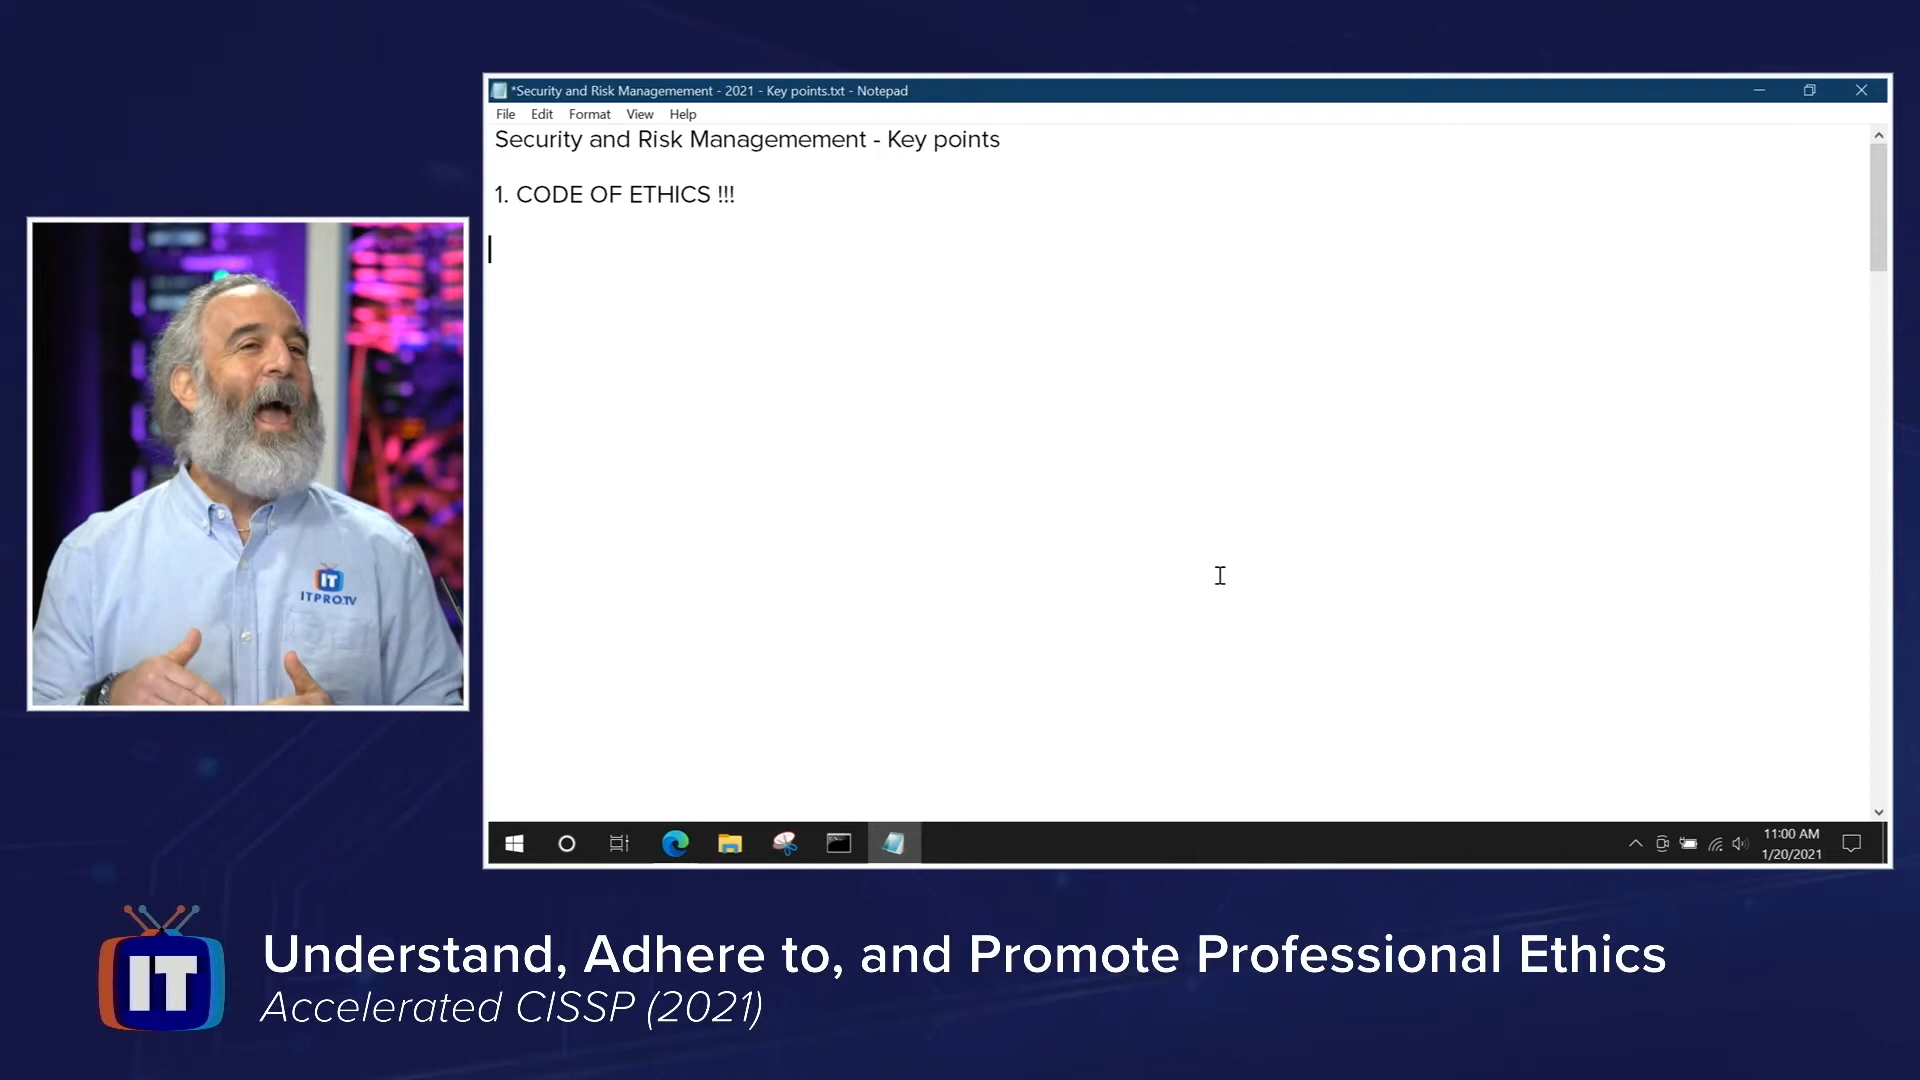 *Security and Risk Managemement - 2021 - Key points.txt - Notepad
File Edit Format View Help
Security and Risk Managemement - Key points
1. CODE OF ETHICS !!!
IT
ITPRO.TV
11:00 AM
1/20/2021
IT
Understand, Adhere to, and Promote Professional Ethics
Accelerated CISSP (2021)